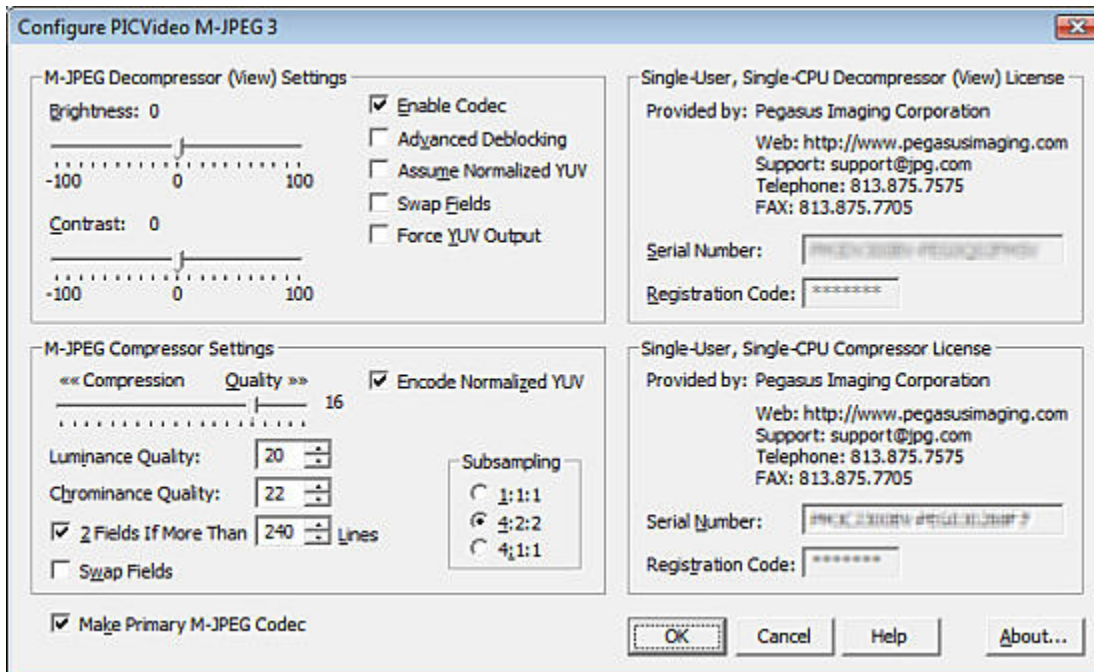 Configure PICVideo M-JPEG 3
M-JPEG Decompressor (View) Settings
Brightness: 0
-100 0 100
Contrast: 0
-100 0 100
Enable Codec
Advanced Deblocking
Assume Normalized YUV
Swap Fields
Force YUV Output
Single-User, Single-CPU Decompressor (View) License
Provided by: Pegasus Imaging Corporation
Web: http://www.pegasusimaging.com
Support: support@jpg.com
Telephone: 813.875.7575
FAX: 813.875.7705
Serial Number:
Registration Code: *******
M-JPEG Compressor Settings
«« Compression Quality »»
16
Encode Normalized YUV
Luminance Quality: 20
Chrominance Quality: 22
2 Fields If More Than 240 Lines
Swap Fields
Subsampling
1:1:1
4:2:2
4:1:1
Single-User, Single-CPU Compressor License
Provided by: Pegasus Imaging Corporation
Web: http://www.pegasusimaging.com
Support: support@jpg.com
Telephone: 813.875.7575
FAX: 813.875.7705
Serial Number:
Registration Code: *******
Make Primary M-JPEG Codec
OK Cancel Help About...